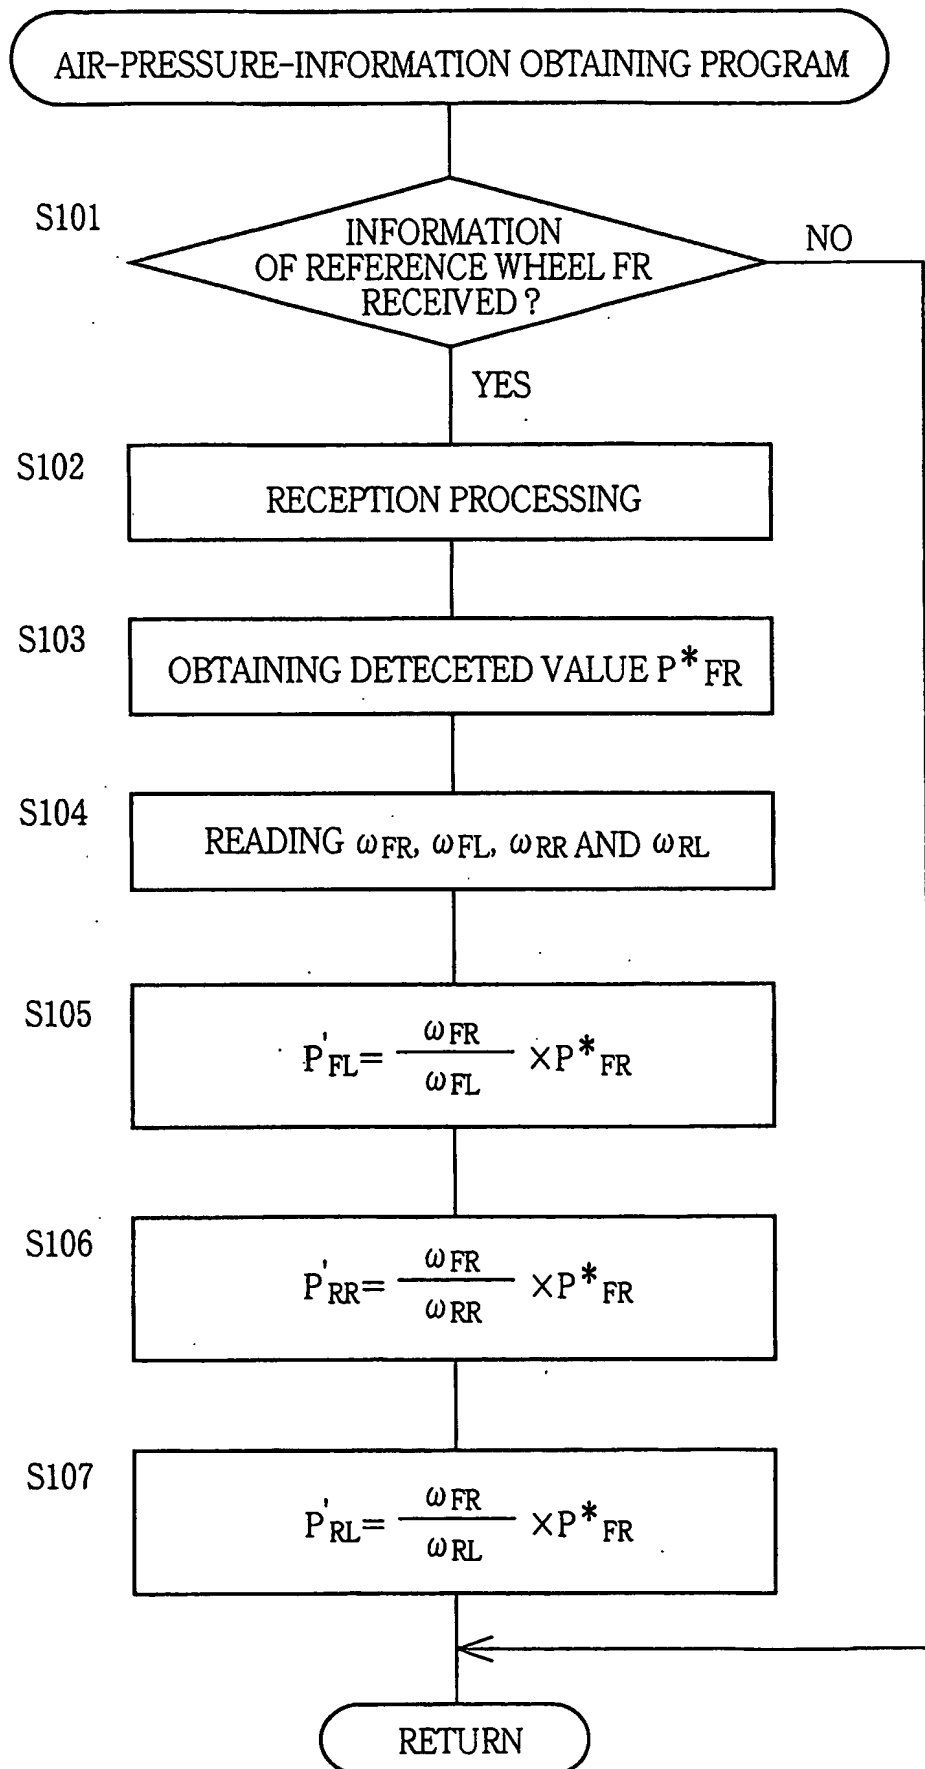 AIR-PRESSURE-INFORMATION OBTAINING PROGRAM
S101
INFORMATION
OF REFERENCE WHEEL FR
RECEIVED ?
NO
YES
S102
RECEPTION PROCESSING
S103
OBTAINING DETECETED VALUE P*FR
S104
READING ωFR, ωFL, ωRR AND ωRL
S105
P'FL= ωFR/ωFL ×P*FR
S106
P'RR= ωFR/ωRR ×P*FR
S107
P'RL= ωFR/ωRL ×P*FR
RETURN